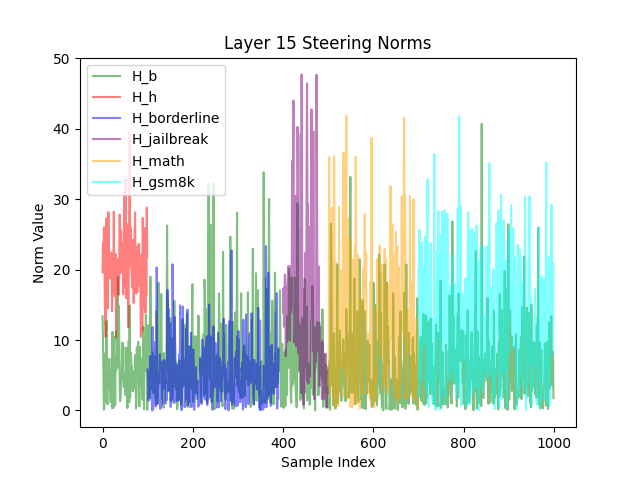 Layer 15 Steering Norms
50
40
30
20
10
0
Norm Value
H_b
H_h
H_borderline
H_jailbreak
H_math
H_gsm8k
0
200
400
600
800
1000
Sample Index